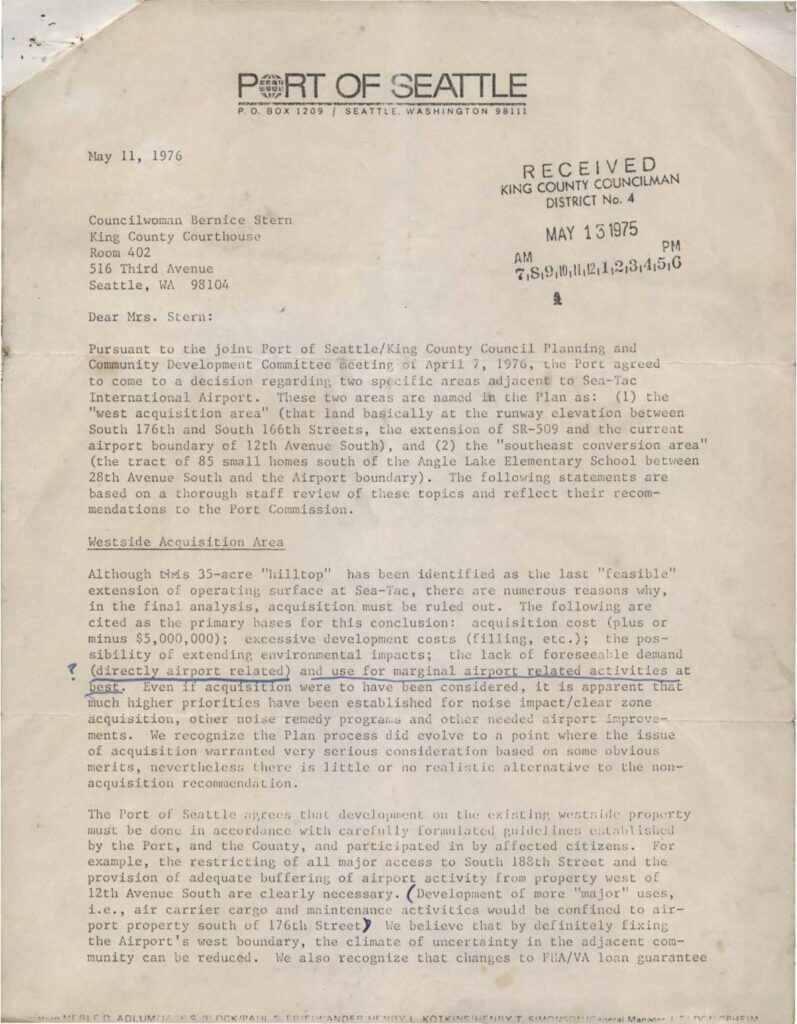 PORT OF SEATTLE
P. O. BOX 1209 / SEATTLE, WASHINGTON 98111
May 11, 1976
RECEIVED
KING COUNTY COUNCILMAN
DISTRICT No. 4
MAY 13 1975
AM PM
7,8,9,10,11,12,1,2,3,4,5,6
Councilwoman Bernice Stern
King County Courthouse
Room 402
516 Third Avenue
Seattle, WA 98104
Dear Mrs. Stern:
Pursuant to the joint Port of Seattle/King County Council Planning and
Community Development Committee meeting of April 7, 1976, the Port agreed
to come to a decision regarding two specific areas adjacent to Sea-Tac
International Airport. These two areas are named in the Plan as: (1) the
"west acquisition area" (that land basically at the runway elevation between
South 176th and South 166th Streets, the extension of SR-509 and the current
airport boundary of 12th Avenue South), and (2) the "southeast conversion area"
(the tract of 85 small homes south of the Angle Lake Elementary School between
28th Avenue South and the Airport boundary). The following statements are
based on a thorough staff review of these topics and reflect their recom-
mendations to the Port Commission.
Westside Acquisition Area
Although this 35-acre "hilltop" has been identified as the last "feasible"
extension of operating surface at Sea-Tac, there are numerous reasons why,
in the final analysis, acquisition must be ruled out. The following are
cited as the primary bases for this conclusion: acquisition cost (plus or
minus $5,000,000); excessive development costs (filling, etc.); the pos-
sibility of extending environmental impacts; the lack of foreseeable demand
? (directly airport related) and use for marginal airport related activities at
best. Even if acquisition were to have been considered, it is apparent that
much higher priorities have been established for noise impact/clear zone
acquisition, other noise remedy programs and other needed airport improve-
ments. We recognize the Plan process did evolve to a point where the issue
of acquisition warranted very serious consideration based on some obvious
merits, nevertheless there is little or no realistic alternative to the non-
acquisition recommendation.
The Port of Seattle agrees that development on the existing westside property
must be done in accordance with carefully formulated guidelines established
by the Port, and the County, and participated in by affected citizens. For
example, the restricting of all major access to South 188th Street and the
provision of adequate buffering of airport activity from property west of
12th Avenue South are clearly necessary. (Development of more "major" uses,
i.e., air carrier cargo and maintenance activities would be confined to air-
port property south of 176th Street) We believe that by definitely fixing
the Airport's west boundary, the climate of uncertainty in the adjacent com-
munity can be reduced. We also recognize that changes to FHA/VA loan guarantee
MERLE D. ADLUM/ HENRY L. KOTKINS/HENRY T. SIMONSON/General Manager